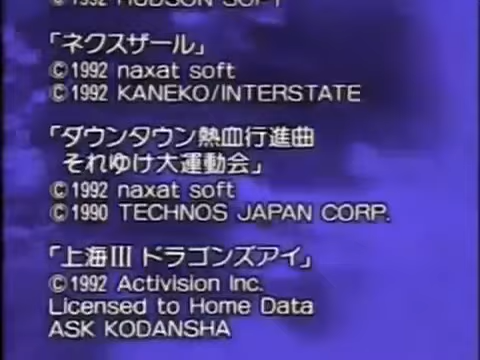 ©1992 HUDSON SOFT
「ネクスザール」
©1992 naxat soft
©1992 KANEKO/INTERSTATE
「ダウンタウン熱血行進曲
それゆけ大運動会」
©1992 naxat soft
©1990 TECHNOS JAPAN CORP.
「上海III ドラゴンズアイ」
©1992 Activision Inc.
Licensed to Home Data
ASK KODANSHA